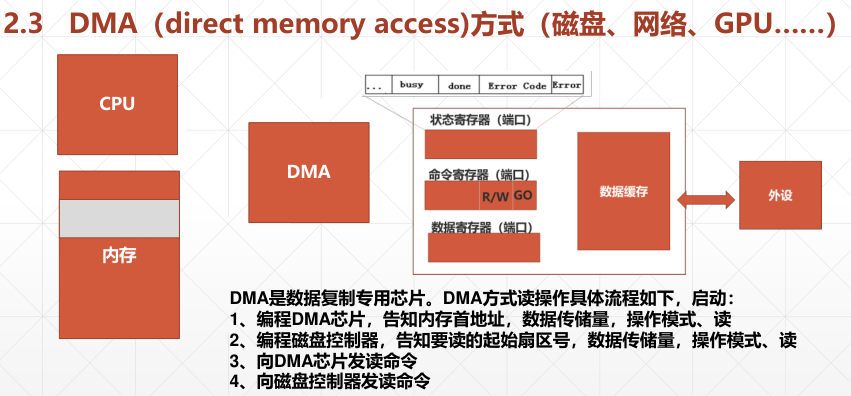 2.3 DMA（direct memory access)方式（磁盘、网络、GPU……）
CPU
内存
DMA
... busy done Error Code Error
状态寄存器（端口）
命令寄存器（端口）
R/W GO
数据寄存器（端口）
数据缓存
外设
DMA是数据复制专用芯片。DMA方式读操作具体流程如下，启动：
1、编程DMA芯片，告知内存首地址，数据传储量，操作模式、读
2、编程磁盘控制器，告知要读的起始扇区号，数据传储量，操作模式、读
3、向DMA芯片发读命令
4、向磁盘控制器发读命令